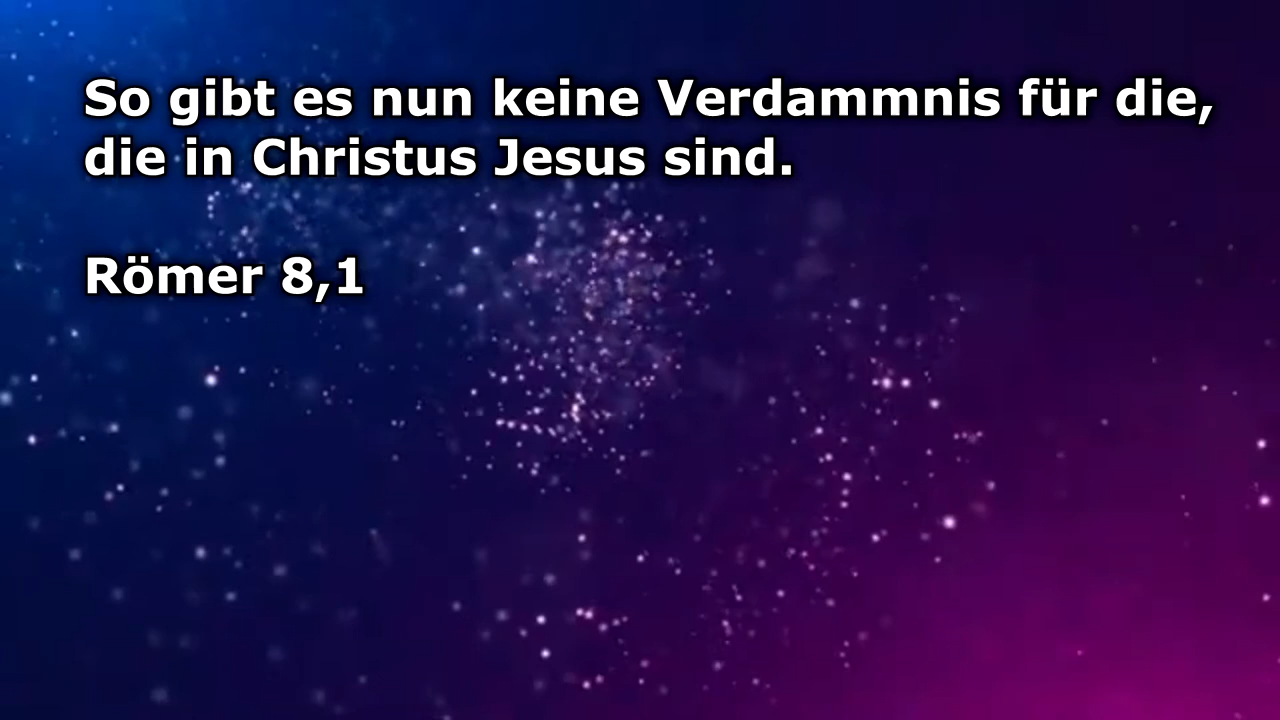 So gibt es nun keine Verdammnis für die,
die in Christus Jesus sind.
Römer 8,1